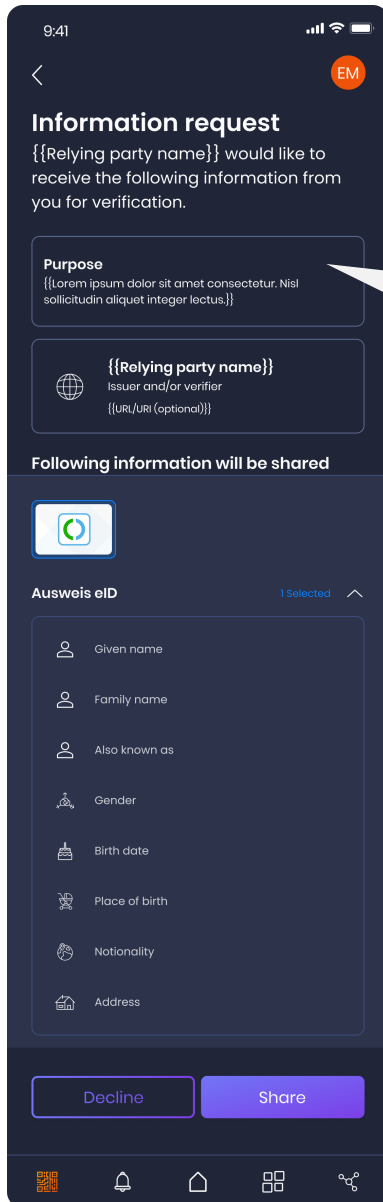 9:41
EM
Information request
{{Relying party name}} would like to
receive the following information from
you for verification.
Purpose
{{Lorem ipsum dolor sit amet consectetur. Nisl
sollicitudin aliquet integer lectus.}}
{{Relying party name}}
Issuer and/or verifier
{{URL/URI (optional)}}
Following information will be shared
Ausweis eID
1 Selected
Given name
Family name
Also known as
Gender
Birth date
Place of birth
Notionality
Address
Decline
Share